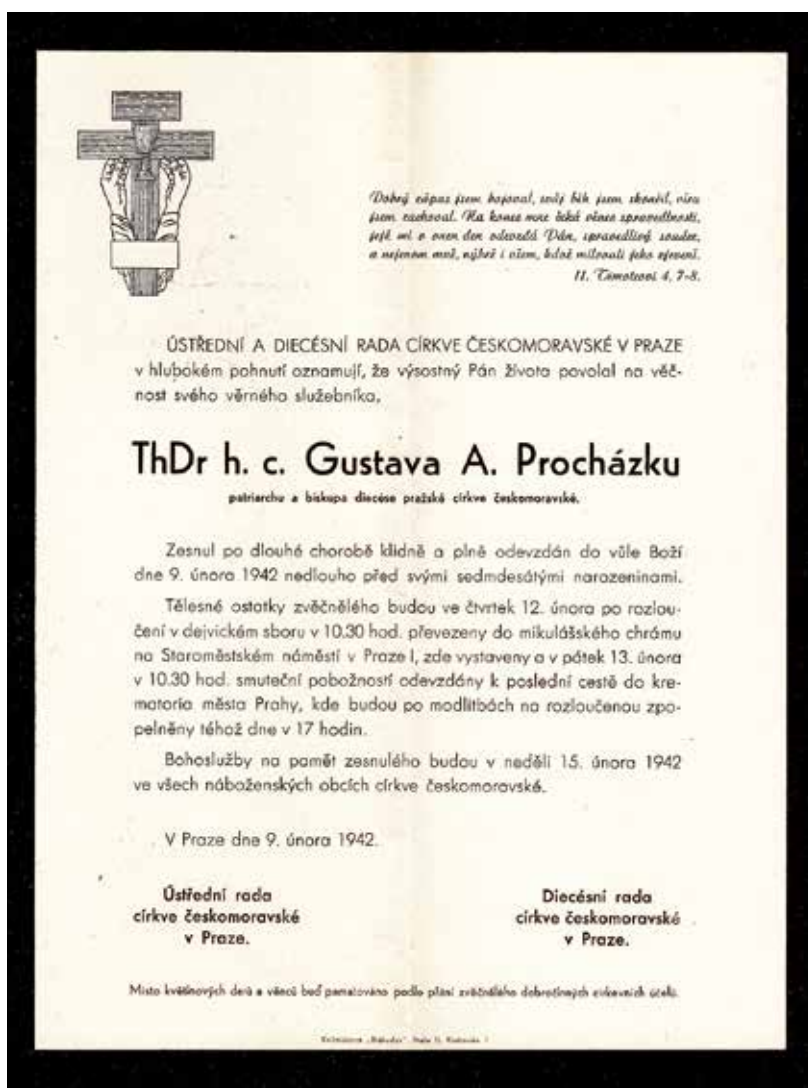 Dobrý zápas jsem bojoval, svůj běh jsem skončil, víru
jsem zachoval. Na konec mne čeká věnec spravedlnosti,
jejž mi v onen den odevzdá Pán, spravedlivý soudce,
a nejenom mně, nýbrž i všem, kdož milovali jeho zjevení.
II. Timoteovi 4, 7-8.
ÚSTŘEDNÍ A DIECÉSNÍ RADA CÍRKVE ČESKOMORAVSKÉ V PRAZE
v hlubokém pohnutí oznamují, že výsostný Pán života povolal na věč-
nost svého věrného služebníka,
ThDr h. c. Gustava A. Procházku
patriarchu a biskupa diecése pražské církve českomoravské.
Zesnul po dlouhé chorobě klidně a plně odevzdán do vůle Boží
dne 9. února 1942 nedlouho před svými sedmdesátými narozeninami.
Tělesné ostatky zvěčnělého budou ve čtvrtek 12. února po rozlou-
čení v dejvickém sboru v 10.30 hod. převezeny do mikulášského chrámu
na Staroměstském náměstí v Praze I, zde vystaveny a v pátek 13. února
v 10.30 hod. smuteční pobožností odevzdány k poslední cestě do kre-
matoria města Prahy, kde budou po modlitbách na rozloučenou zpo-
pelněny téhož dne v 17 hodin.
Bohoslužby na pamět zesnulého budou v neděli 15. února 1942
ve všech náboženských obcích církve českomoravské.
V Praze dne 9. února 1942.
Ústřední rada
církve českomoravské
v Praze.
Diecésní rada
církve českomoravské
v Praze.
Místo květinových darů a věnců buď pamatováno podle přání zvěčnělého dobročinných církevních účelů.